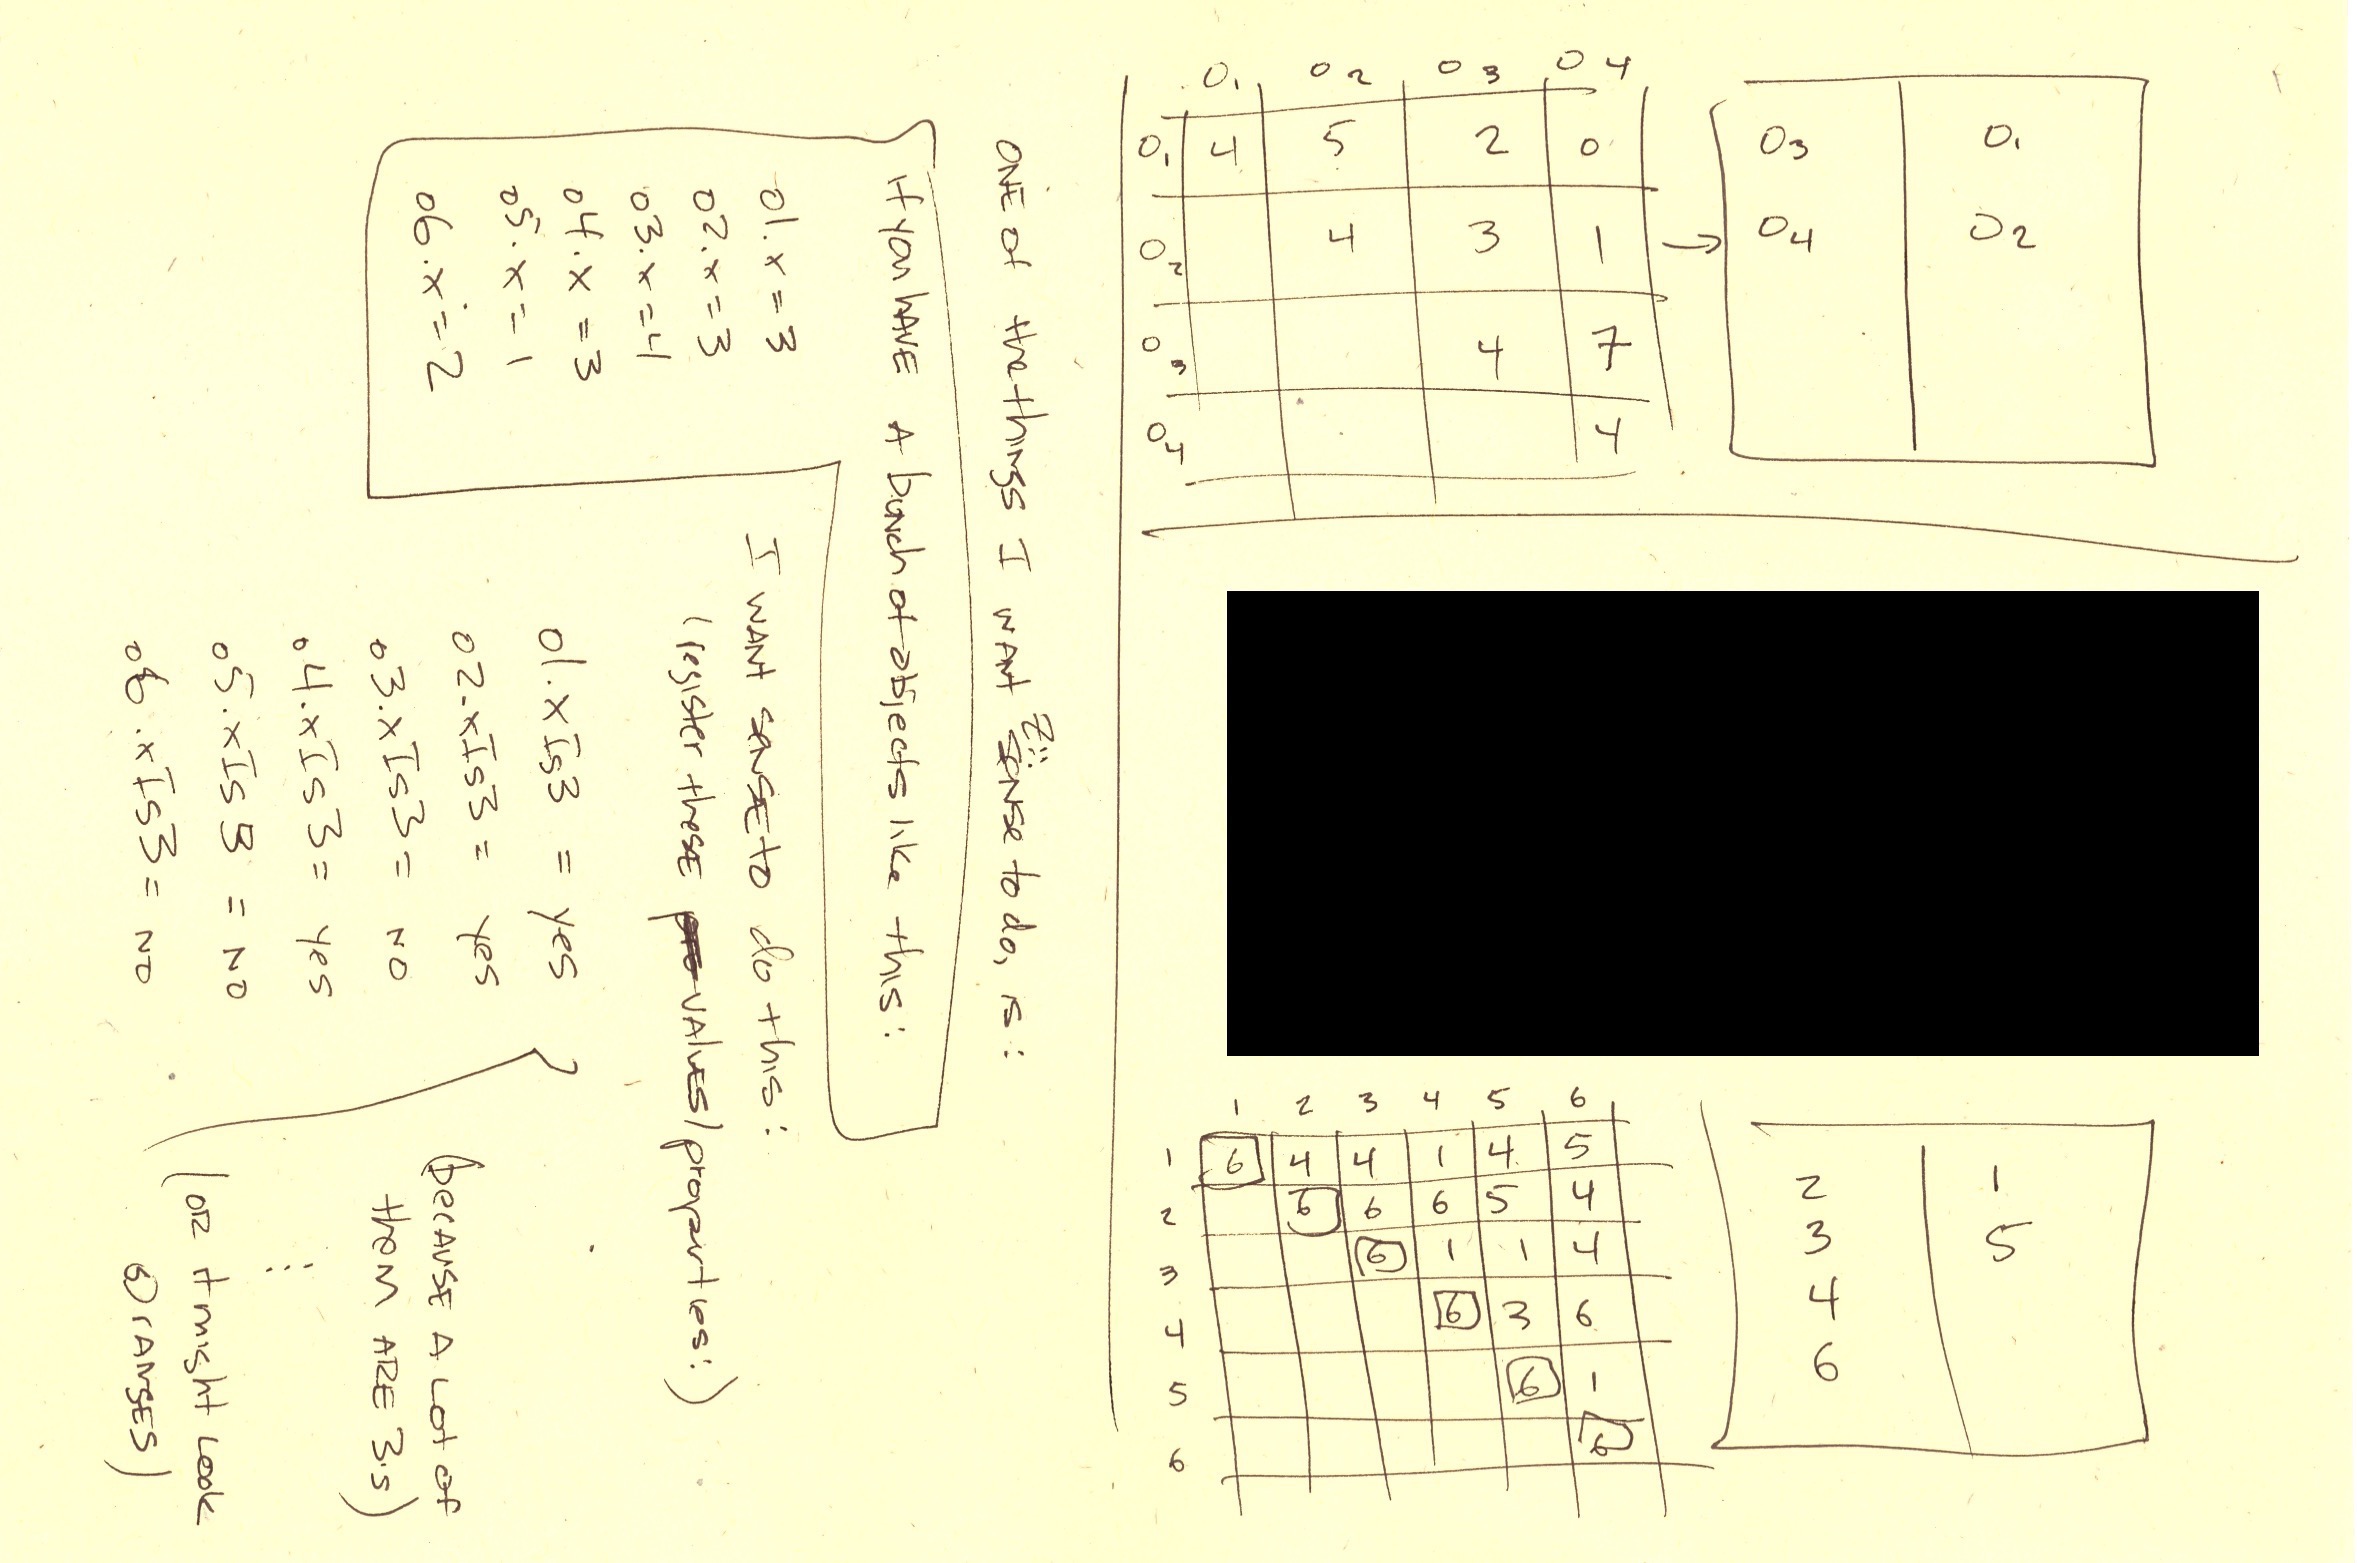 O1 O2 O3 O4
O1 4 5 2 0
O2 4 3 1
O3 4 7
O4 4
→
O3 O1
O4 O2
1 2 3 4 5 6
1 6 4 4 1 4 5
2 6 6 6 5 4
3 6 1 1 4
4 6 3 6
5 6 1
6 6
2 1
3 5
4
6
ONE of the things I WANT SENSE to do, is:
If you HAVE A bunch of objects like this:
O1.x = 3
O2.x = 3
O3.x = 4
O4.x = 3
O5.x = 1
O6.x = 2
I WANT SENSE to do this:
(register these VALUES/properties:)
O1.xIs3 = yes
O2.xIs3 = yes
O3.xIs3 = NO
O4.xIs3 = yes
O5.xIs3 = NO
O6.xIs3 = NO
(because A Lot of
them ARE 3's)
(OR it might Look
@ rANGES)